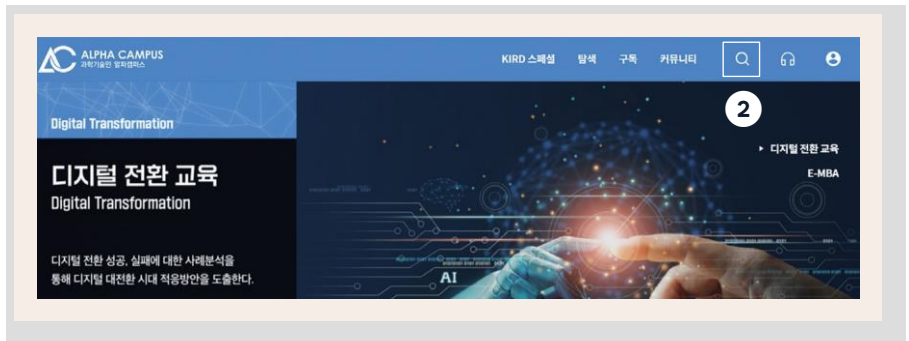 ALPHA CAMPUS
과학기술인 알파캠퍼스
KIRD 스페셜 탐색 구독 커뮤니티
2
Digital Transformation
▸ 디지털 전환 교육
E-MBA
디지털 전환 교육
Digital Transformation
디지털 전환 성공, 실패에 대한 사례분석을
통해 디지털 대전환 시대 적응방안을 도출한다.
AI